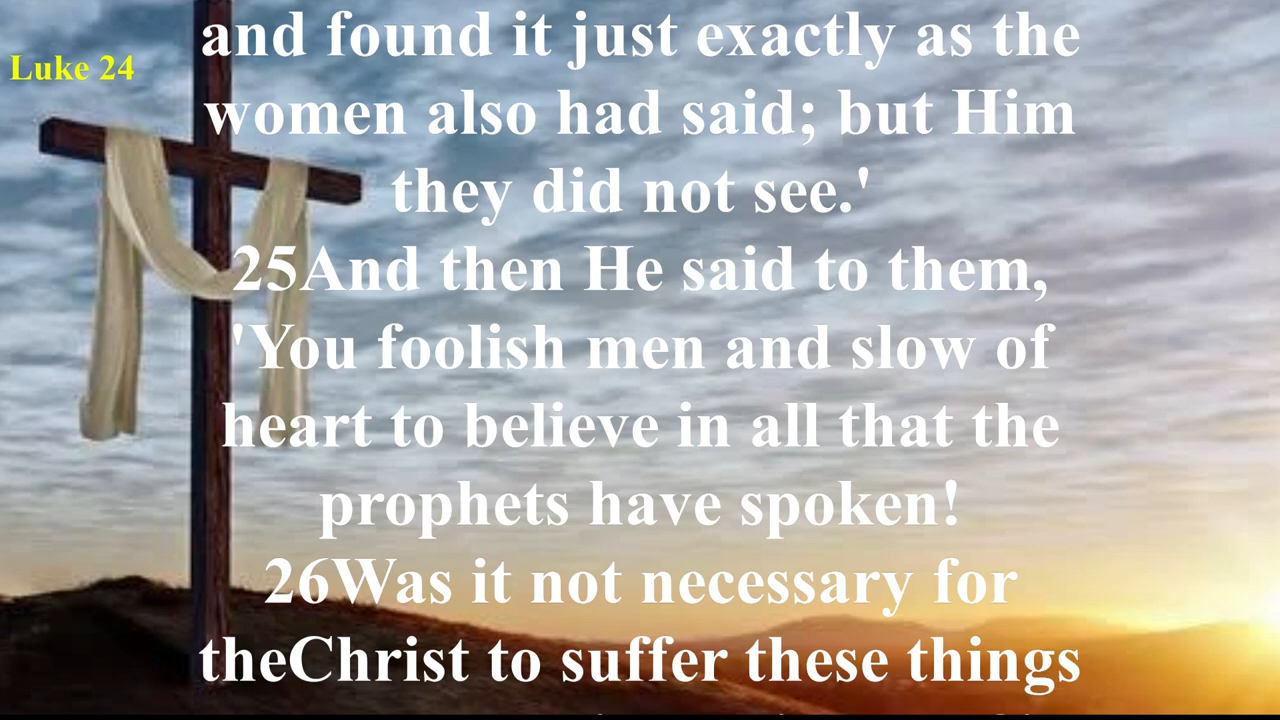 Luke 24
and found it just exactly as the
women also had said; but Him
they did not see.'
25And then He said to them,
'You foolish men and slow of
heart to believe in all that the
prophets have spoken!
26Was it not necessary for
theChrist to suffer these things